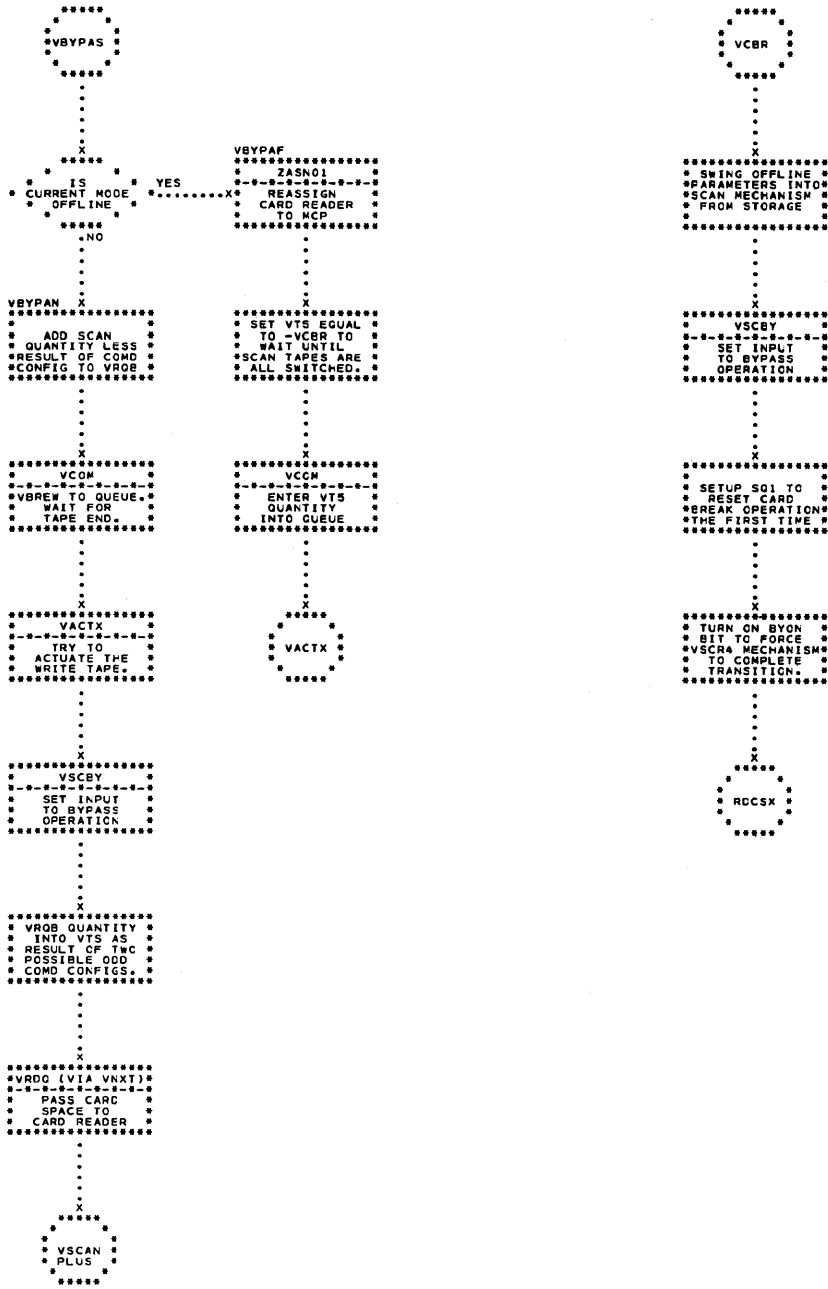 VBYPAS
IS
CURRENT MODE
OFFLINE
YES
NO
VBYPAF
ZASN01
REASSIGN
CARD READER
TO MCP
VBYPAN
ADD SCAN
QUANTITY LESS
RESULT OF COMD
CONFIG TO VRQB
SET VT5 EQUAL
TO -VCBR TO
WAIT UNTIL
SCAN TAPES ARE
ALL SWITCHED.
VCOM
VBREW TO QUEUE.
WAIT FOR
TAPE END.
VCOM
ENTER VT5
QUANTITY
INTO QUEUE
VACTX
TRY TO
ACTUATE THE
WRITE TAPE.
VACTX
VSCBY
SET INPUT
TO BYPASS
OPERATION
VRQB QUANTITY
INTO VTS AS
RESULT OF TWO
POSSIBLE ODD
COMD CONFIGS.
VRDQ (VIA VNXT)
PASS CARD
SPACE TO
CARD READER
VSCAN
PLUS
VCBR
SWING OFFLINE
PARAMETERS INTO
SCAN MECHANISM
FROM STORAGE
VSCBY
SET INPUT
TO BYPASS
OPERATION
SETUP SQ1 TO
RESET CARD
BREAK OPERATION
THE FIRST TIME
TURN ON BYON
BIT TO FORCE
VSCR4 MECHANISM
TO COMPLETE
TRANSITION.
RDCSX